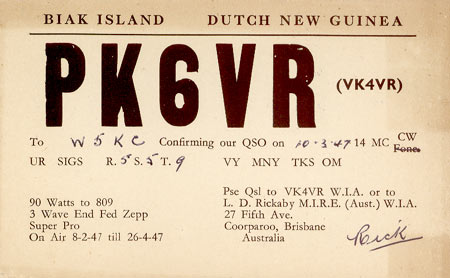 BIAK ISLAND DUTCH NEW GUINEA
PK6VR (VK4VR)
To W5KC Confirming our QSO on 10-3-47 14 MC CW Fone.
UR SIGS R. 5 S. 5 T. 9 VY MNY TKS OM
90 Watts to 809
3 Wave End Fed Zepp
Super Pro
On Air 8-2-47 till 26-4-47
Pse Qsl to VK4VR W.I.A. or to
L. D. Rickaby M.I.R.E. (Aust.) W.I.A.
27 Fifth Ave.
Coorparoo, Brisbane
Australia
Rick